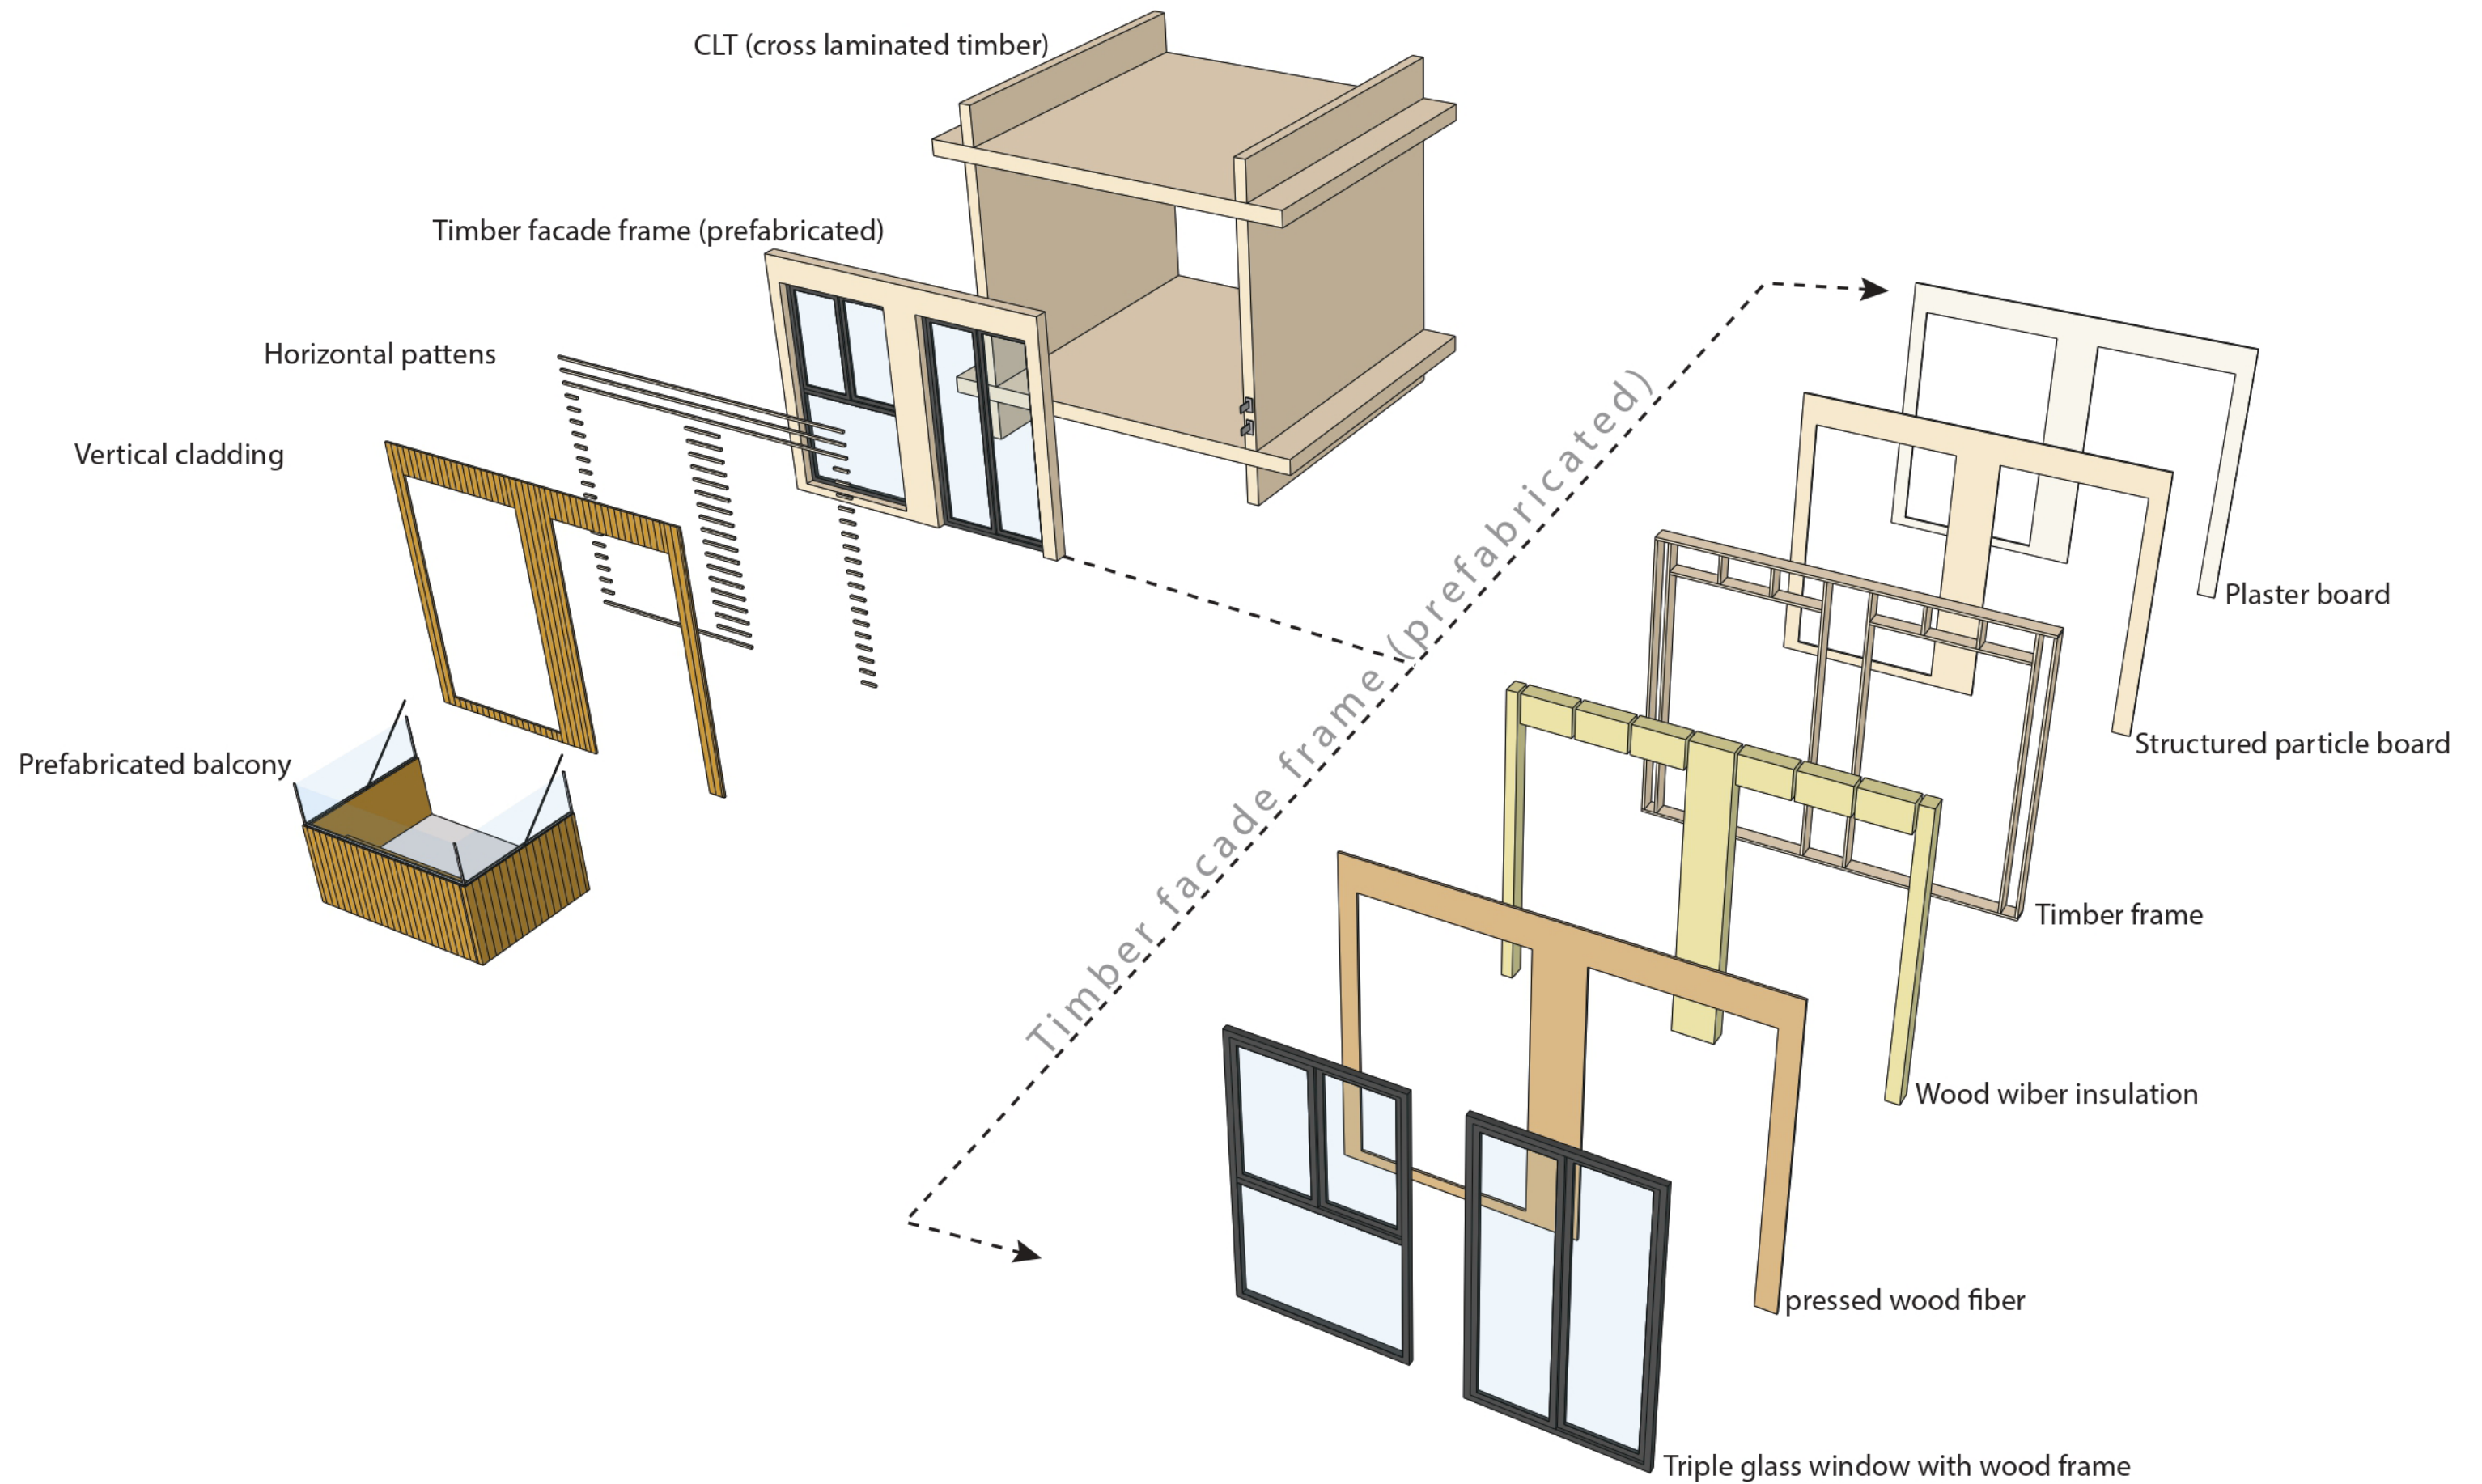 CLT (cross laminated timber)
Timber facade frame (prefabricated)
Horizontal pattens
Vertical cladding
Prefabricated balcony
Timber facade frame (prefabricated)
Plaster board
Structured particle board
Timber frame
Wood wiber insulation
pressed wood fiber
Triple glass window with wood frame